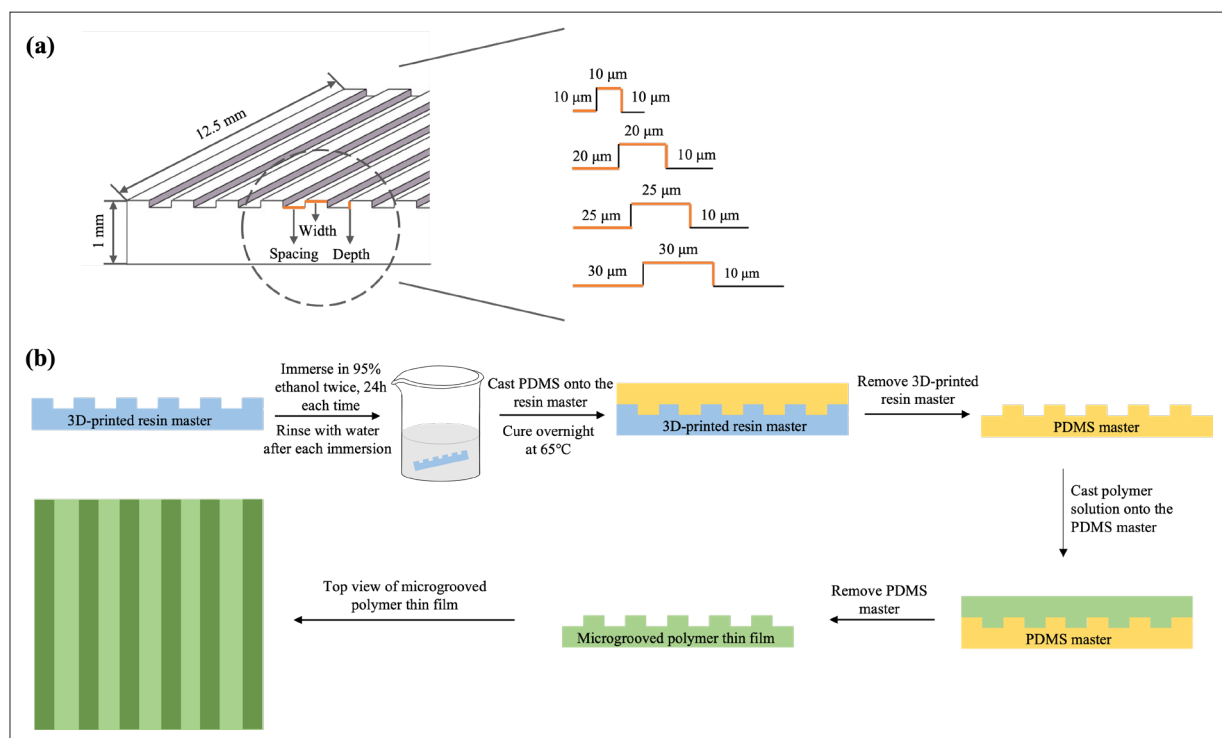 (a)
12.5 mm
1 mm
Width
Spacing
Depth
10 μm
10 μm
10 μm
20 μm
20 μm
10 μm
25 μm
25 μm
10 μm
30 μm
30 μm
10 μm
(b)
3D-printed resin master
Immerse in 95%
ethanol twice, 24h
each time
Rinse with water
after each immersion
Cast PDMS onto the
resin master
Cure overnight
at 65℃
3D-printed resin master
Remove 3D-printed
resin master
PDMS master
Cast polymer
solution onto the
PDMS master
PDMS master
Remove PDMS
master
Microgrooved polymer thin film
Top view of microgrooved
polymer thin film